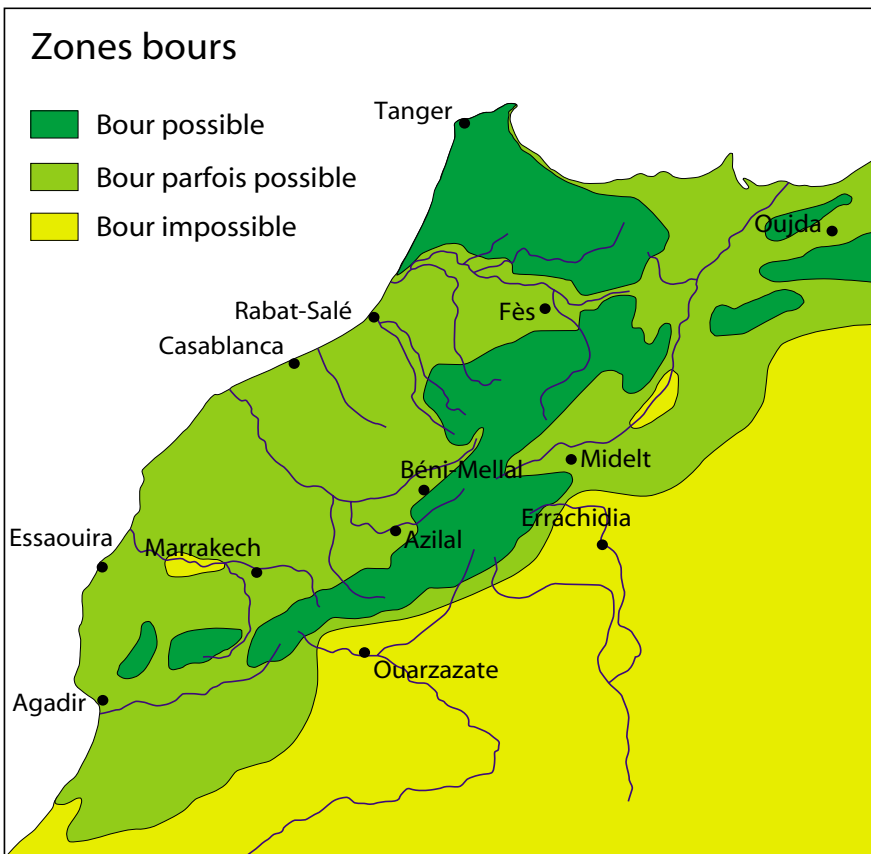 Zones bours
Bour possible
Bour parfois possible
Bour impossible
Tanger
Oujda
Rabat-Salé
Fès
Casablanca
Béni-Mellal
Midelt
Essaouira
Marrakech
Azilal
Errachidia
Ouarzazate
Agadir